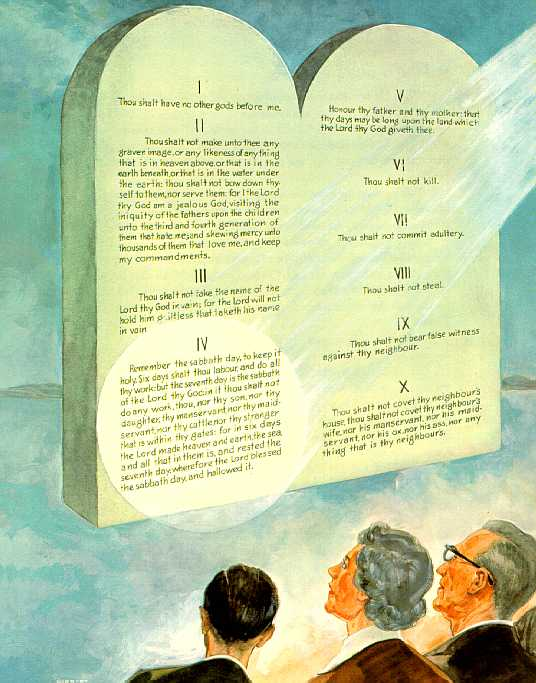 I
Thou shalt have no other gods before me.
II
Thou shalt not make unto thee any
graven image, or any likeness of any thing
that is in heaven above, or that is in the
earth beneath, or that is in the water under
the earth: thou shalt not bow down thy
self to them, nor serve them: for I the Lord
thy God am a jealous God, visiting the
iniquity of the fathers upon the children
unto the third and fourth generation of
them that hate me; and shewing mercy unto
thousands of them that love me, and keep
my commandments.
III
Thou shalt not take the name of the
Lord thy God in vain; for the Lord will not
hold him guiltless that taketh his name
in vain
IV
Remember the sabbath day, to keep it
holy. Six days shalt thou labour, and do all
thy work: but the seventh day is the sabbath
of the Lord thy God: in it thou shalt not
do any work, thou, nor thy son, nor thy
daughter, thy manservant, nor thy maid-
servant, nor thy cattle, nor thy stranger
that is within thy gates: for in six days
the Lord made heaven and earth, the sea,
and all that in them is, and rested the
seventh day, wherefore the Lord blessed
the sabbath day, and hallowed it.
V
Honour thy father and thy mother: that
thy days may be long upon the land which
the Lord thy God giveth thee.
VI
Thou shalt not kill.
VII
Thou shalt not commit adultery.
VIII
Thou shalt not steal.
IX
Thou shalt not bear false witness
against thy neighbour.
X
Thou shalt not covet thy neighbour's
house, thou shalt not covet thy neighbour's
wife, nor his manservant, nor his maid-
servant, nor his ox, nor his ass, nor any
thing that is thy neighbours.